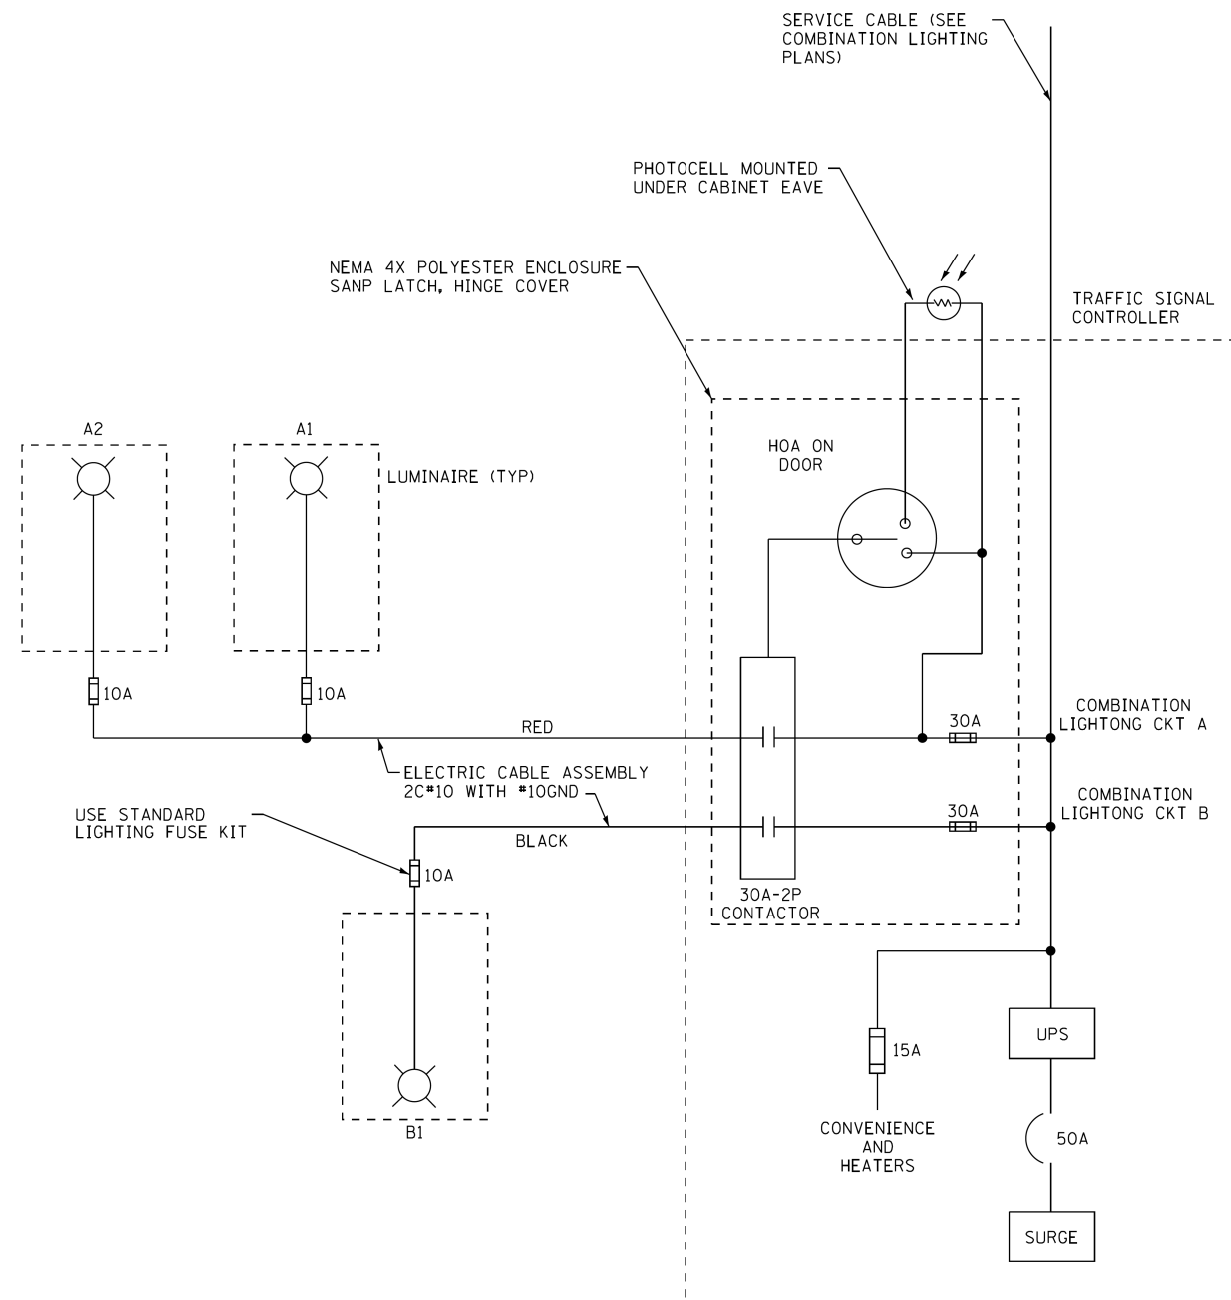 SERVICE CABLE (SEE
COMBINATION LIGHTING
PLANS)
PHOTOCELL MOUNTED
UNDER CABINET EAVE
NEMA 4X POLYESTER ENCLOSURE
SANP LATCH, HINGE COVER
TRAFFIC SIGNAL
CONTROLLER
A2
A1
LUMINAIRE (TYP)
HOA ON
DOOR
10A
10A
RED
30A
COMBINATION
LIGHTONG CKT A
ELECTRIC CABLE ASSEMBLY
2C#10 WITH #10GND
COMBINATION
LIGHTONG CKT B
USE STANDARD
LIGHTING FUSE KIT
30A
BLACK
10A
30A-2P
CONTACTOR
15A
UPS
B1
CONVENIENCE
AND
HEATERS
50A
SURGE